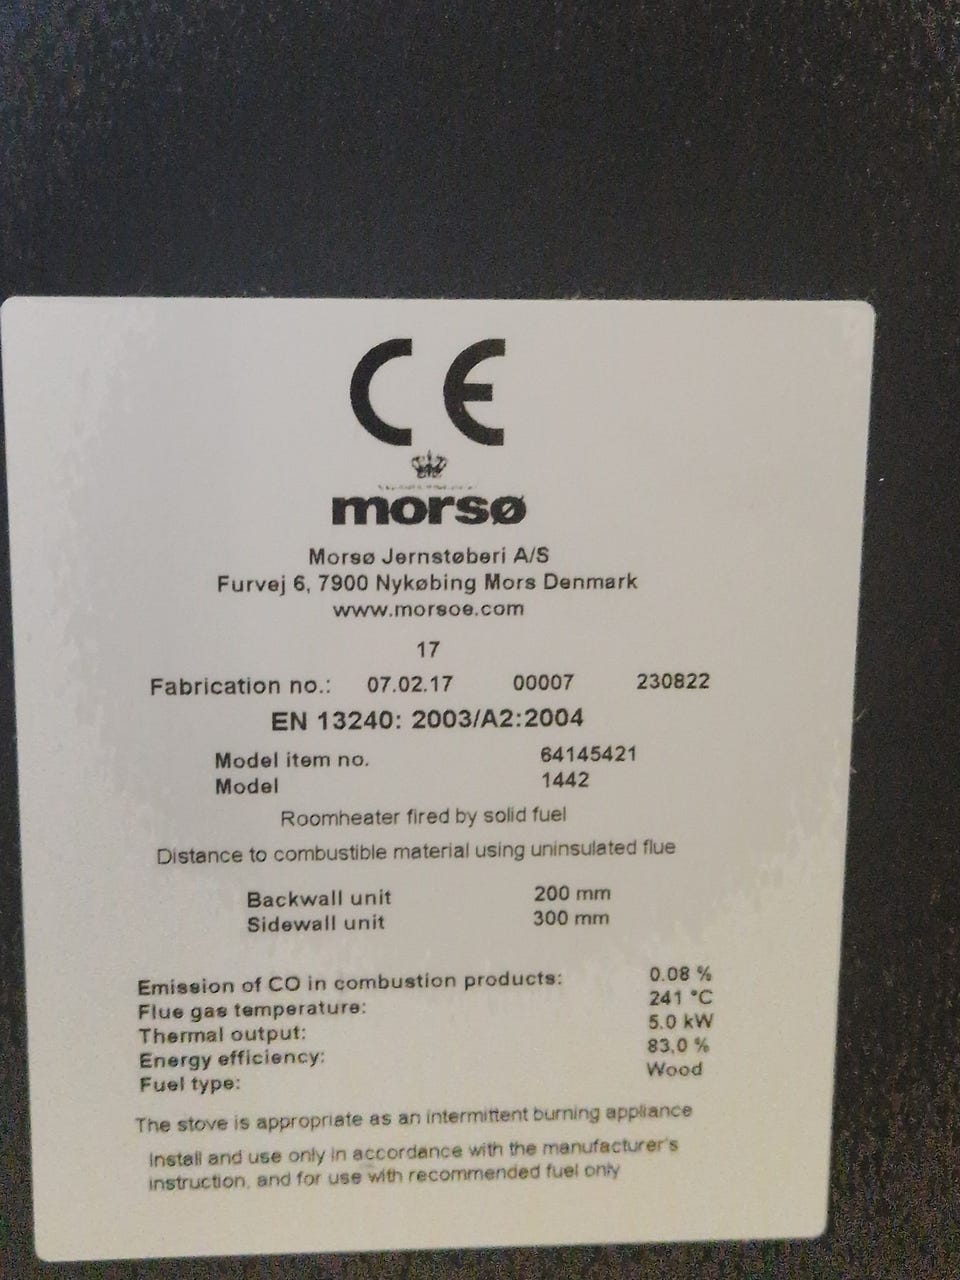 CE
morsø
Morsø Jernstøberi A/S
Furvej 6, 7900 Nykøbing Mors Denmark
www.morsoe.com
17
Fabrication no.: 07.02.17 00007 230822
EN 13240: 2003/A2:2004
Model item no. 64145421
Model 1442
Roomheater fired by solid fuel
Distance to combustible material using uninsulated flue
Backwall unit 200 mm
Sidewall unit 300 mm
Emission of CO in combustion products: 0.08 %
Flue gas temperature: 241 °C
Thermal output: 5.0 kW
Energy efficiency: 83,0 %
Fuel type: Wood
The stove is appropriate as an intermittent burning appliance
Install and use only in accordance with the manufacturer's
instruction, and for use with recommended fuel only